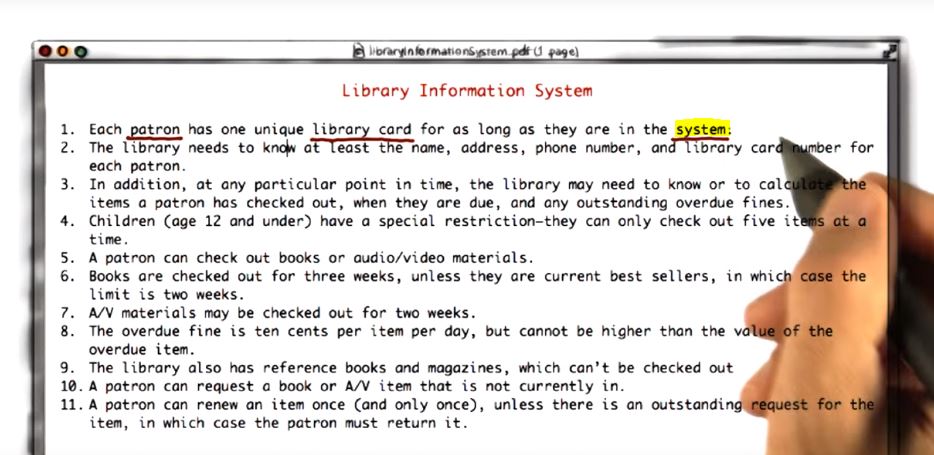 libraryInformationSystem.pdf (1 page)
Library Information System
1. Each patron has one unique library card for as long as they are in the system.
2. The library needs to know at least the name, address, phone number, and library card number for
each patron.
3. In addition, at any particular point in time, the library may need to know or to calculate the
items a patron has checked out, when they are due, and any outstanding overdue fines.
4. Children (age 12 and under) have a special restriction—they can only check out five items at a
time.
5. A patron can check out books or audio/video materials.
6. Books are checked out for three weeks, unless they are current best sellers, in which case the
limit is two weeks.
7. A/V materials may be checked out for two weeks.
8. The overdue fine is ten cents per item per day, but cannot be higher than the value of the
overdue item.
9. The library also has reference books and magazines, which can't be checked out
10. A patron can request a book or A/V item that is not currently in.
11. A patron can renew an item once (and only once), unless there is an outstanding request for the
item, in which case the patron must return it.